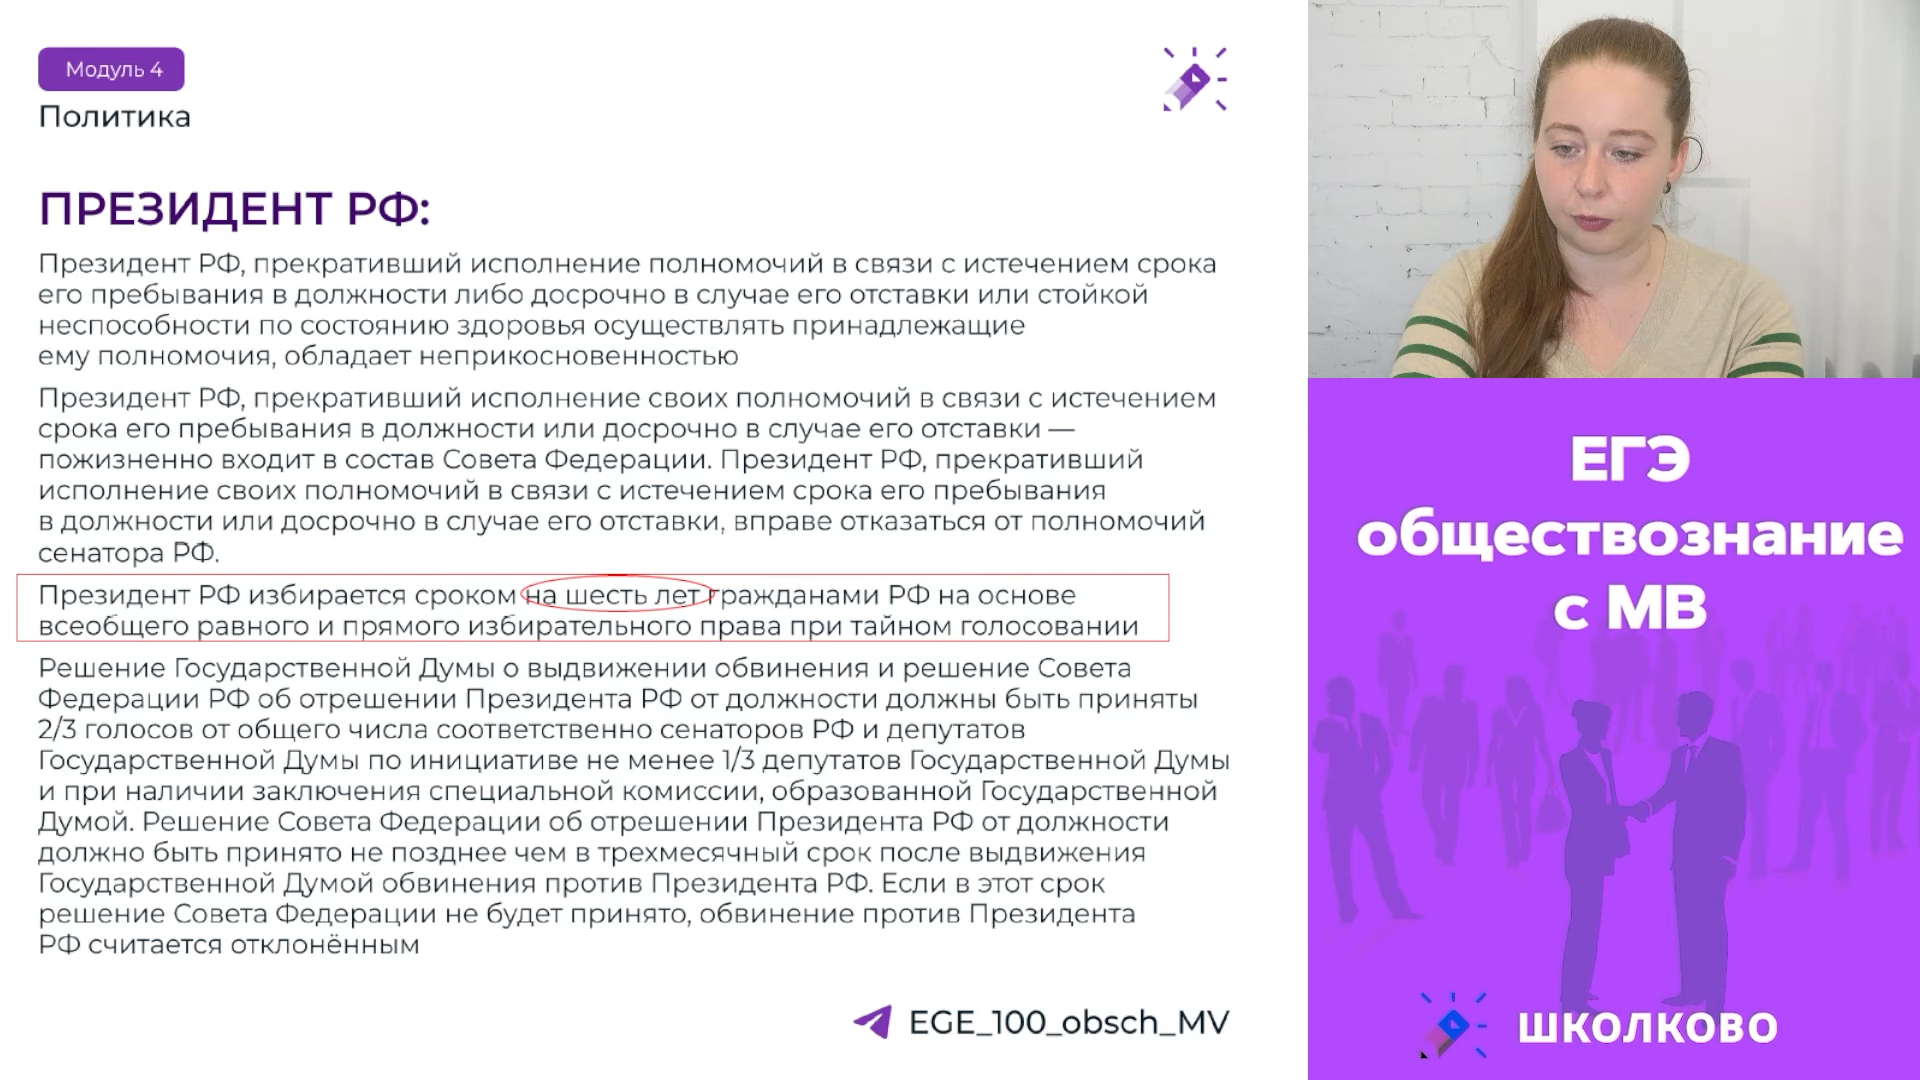 Модуль 4
Политика
ПРЕЗИДЕНТ РФ:
Президент РФ, прекративший исполнение полномочий в связи с истечением срока
его пребывания в должности либо досрочно в случае его отставки или стойкой
неспособности по состоянию здоровья осуществлять принадлежащие
ему полномочия, обладает неприкосновенностью
Президент РФ, прекративший исполнение своих полномочий в связи с истечением
срока его пребывания в должности или досрочно в случае его отставки —
пожизненно входит в состав Совета Федерации. Президент РФ, прекративший
исполнение своих полномочий в связи с истечением срока его пребывания
в должности или досрочно в случае его отставки, вправе отказаться от полномочий
сенатора РФ.
Президент РФ избирается сроком на шесть лет гражданами РФ на основе
всеобщего равного и прямого избирательного права при тайном голосовании
Решение Государственной Думы о выдвижении обвинения и решение Совета
Федерации РФ об отрешении Президента РФ от должности должны быть приняты
2/3 голосов от общего числа соответственно сенаторов РФ и депутатов
Государственной Думы по инициативе не менее 1/3 депутатов Государственной Думы
и при наличии заключения специальной комиссии, образованной Государственной
Думой. Решение Совета Федерации об отрешении Президента РФ от должности
должно быть принято не позднее чем в трехмесячный срок после выдвижения
Государственной Думой обвинения против Президента РФ. Если в этот срок
решение Совета Федерации не будет принято, обвинение против Президента
РФ считается отклонённым
EGE_100_obsch_MV
ЕГЭ
обществознание
с МВ
ШКОЛКОВО